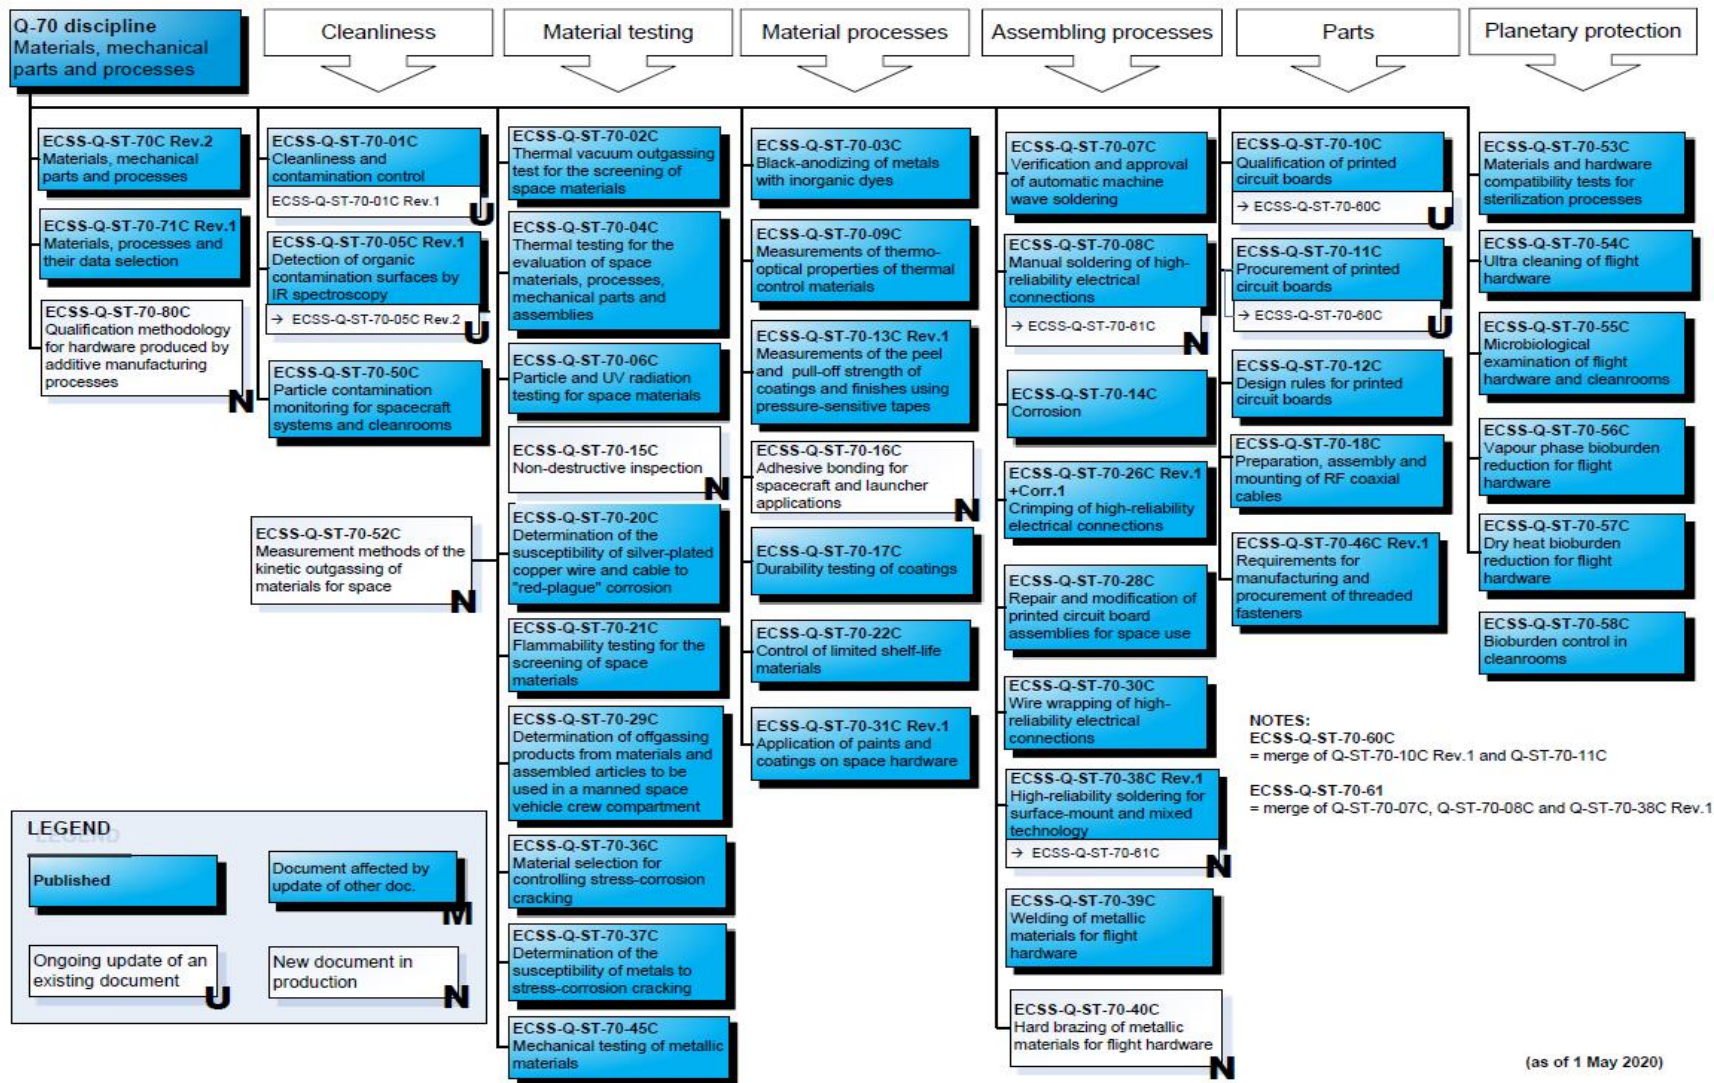 Q-70 discipline
Materials, mechanical
parts and processes
Cleanliness
Material testing
Material processes
Assembling processes
Parts
Planetary protection
ECSS-Q-ST-70C Rev.2
Materials, mechanical
parts and processes
ECSS-Q-ST-70-71C Rev.1
Materials, processes and
their data selection
ECSS-Q-ST-70-80C
Qualification methodology
for hardware produced by
additive manufacturing
processes
N
ECSS-Q-ST-70-01C
Cleanliness and
contamination control
ECSS-Q-ST-70-01C Rev.1
U
ECSS-Q-ST-70-05C Rev.1
Detection of organic
contamination surfaces by
IR spectroscopy
→ ECSS-Q-ST-70-05C Rev.2
U
ECSS-Q-ST-70-50C
Particle contamination
monitoring for spacecraft
systems and cleanrooms
ECSS-Q-ST-70-52C
Measurement methods of the
kinetic outgassing of
materials for space
N
ECSS-Q-ST-70-02C
Thermal vacuum outgassing
test for the screening of
space materials
ECSS-Q-ST-70-04C
Thermal testing for the
evaluation of space
materials, processes,
mechanical parts and
assemblies
ECSS-Q-ST-70-06C
Particle and UV radiation
testing for space materials
ECSS-Q-ST-70-15C
Non-destructive inspection
N
ECSS-Q-ST-70-20C
Determination of the
susceptibility of silver-plated
copper wire and cable to
"red-plague" corrosion
ECSS-Q-ST-70-21C
Flammability testing for the
screening of space
materials
ECSS-Q-ST-70-29C
Determination of offgassing
products from materials and
assembled articles to be
used in a manned space
vehicle crew compartment
ECSS-Q-ST-70-36C
Material selection for
controlling stress-corrosion
cracking
ECSS-Q-ST-70-37C
Determination of the
susceptibility of metals to
stress-corrosion cracking
ECSS-Q-ST-70-45C
Mechanical testing of metallic
materials
ECSS-Q-ST-70-03C
Black-anodizing of metals
with inorganic dyes
ECSS-Q-ST-70-09C
Measurements of thermo-
optical properties of thermal
control materials
ECSS-Q-ST-70-13C Rev.1
Measurements of the peel
and pull-off strength of
coatings and finishes using
pressure-sensitive tapes
ECSS-Q-ST-70-16C
Adhesive bonding for
spacecraft and launcher
applications
N
ECSS-Q-ST-70-17C
Durability testing of coatings
ECSS-Q-ST-70-22C
Control of limited shelf-life
materials
ECSS-Q-ST-70-31C Rev.1
Application of paints and
coatings on space hardware
ECSS-Q-ST-70-07C
Verification and approval
of automatic machine
wave soldering
ECSS-Q-ST-70-08C
Manual soldering of high-
reliability electrical
connections
→ ECSS-Q-ST-70-61C
N
ECSS-Q-ST-70-14C
Corrosion
ECSS-Q-ST-70-26C Rev.1
+Corr.1
Crimping of high-reliability
electrical connections
ECSS-Q-ST-70-28C
Repair and modification of
printed circuit board
assemblies for space use
ECSS-Q-ST-70-30C
Wire wrapping of high-
reliability electrical
connections
ECSS-Q-ST-70-38C Rev.1
High-reliability soldering for
surface-mount and mixed
technology
→ ECSS-Q-ST-70-61C
N
ECSS-Q-ST-70-39C
Welding of metallic
materials for flight
hardware
ECSS-Q-ST-70-40C
Hard brazing of metallic
materials for flight hardware
N
ECSS-Q-ST-70-10C
Qualification of printed
circuit boards
→ ECSS-Q-ST-70-60C
U
ECSS-Q-ST-70-11C
Procurement of printed
circuit boards
→ ECSS-Q-ST-70-60C
U
ECSS-Q-ST-70-12C
Design rules for printed
circuit boards
ECSS-Q-ST-70-18C
Preparation, assembly and
mounting of RF coaxial
cables
ECSS-Q-ST-70-46C Rev.1
Requirements for
manufacturing and
procurement of threaded
fasteners
ECSS-Q-ST-70-53C
Materials and hardware
compatibility tests for
sterilization processes
ECSS-Q-ST-70-54C
Ultra cleaning of flight
hardware
ECSS-Q-ST-70-55C
Microbiological
examination of flight
hardware and cleanrooms
ECSS-Q-ST-70-56C
Vapour phase bioburden
reduction for flight
hardware
ECSS-Q-ST-70-57C
Dry heat bioburden
reduction for flight
hardware
ECSS-Q-ST-70-58C
Bioburden control in
cleanrooms
NOTES:
ECSS-Q-ST-70-60C
= merge of Q-ST-70-10C Rev.1 and Q-ST-70-11C
ECSS-Q-ST-70-61
= merge of Q-ST-70-07C, Q-ST-70-08C and Q-ST-70-38C Rev.1
LEGEND
Published
Document affected by
update of other doc.
M
Ongoing update of an
existing document
U
New document in
production
N
(as of 1 May 2020)